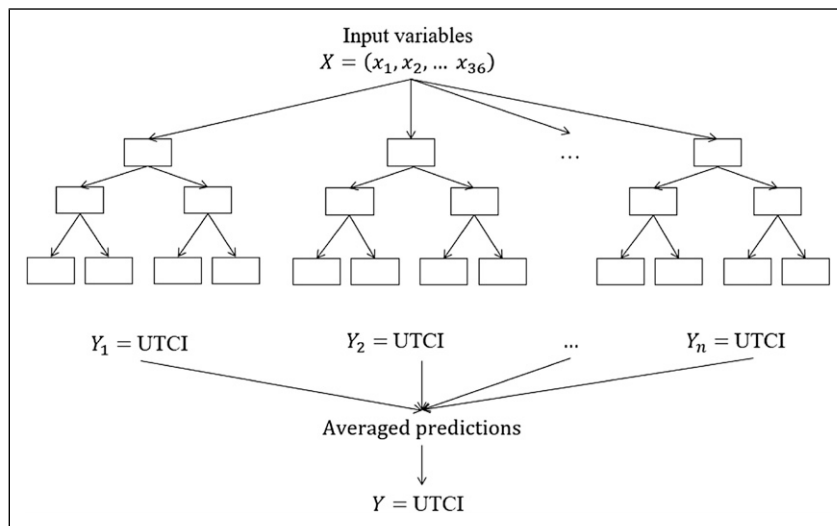 Input variables
X = (x₁, x₂, … x₃₆)
…
Y₁ = UTCI Y₂ = UTCI … Yₙ = UTCI
Averaged predictions
Y = UTCI